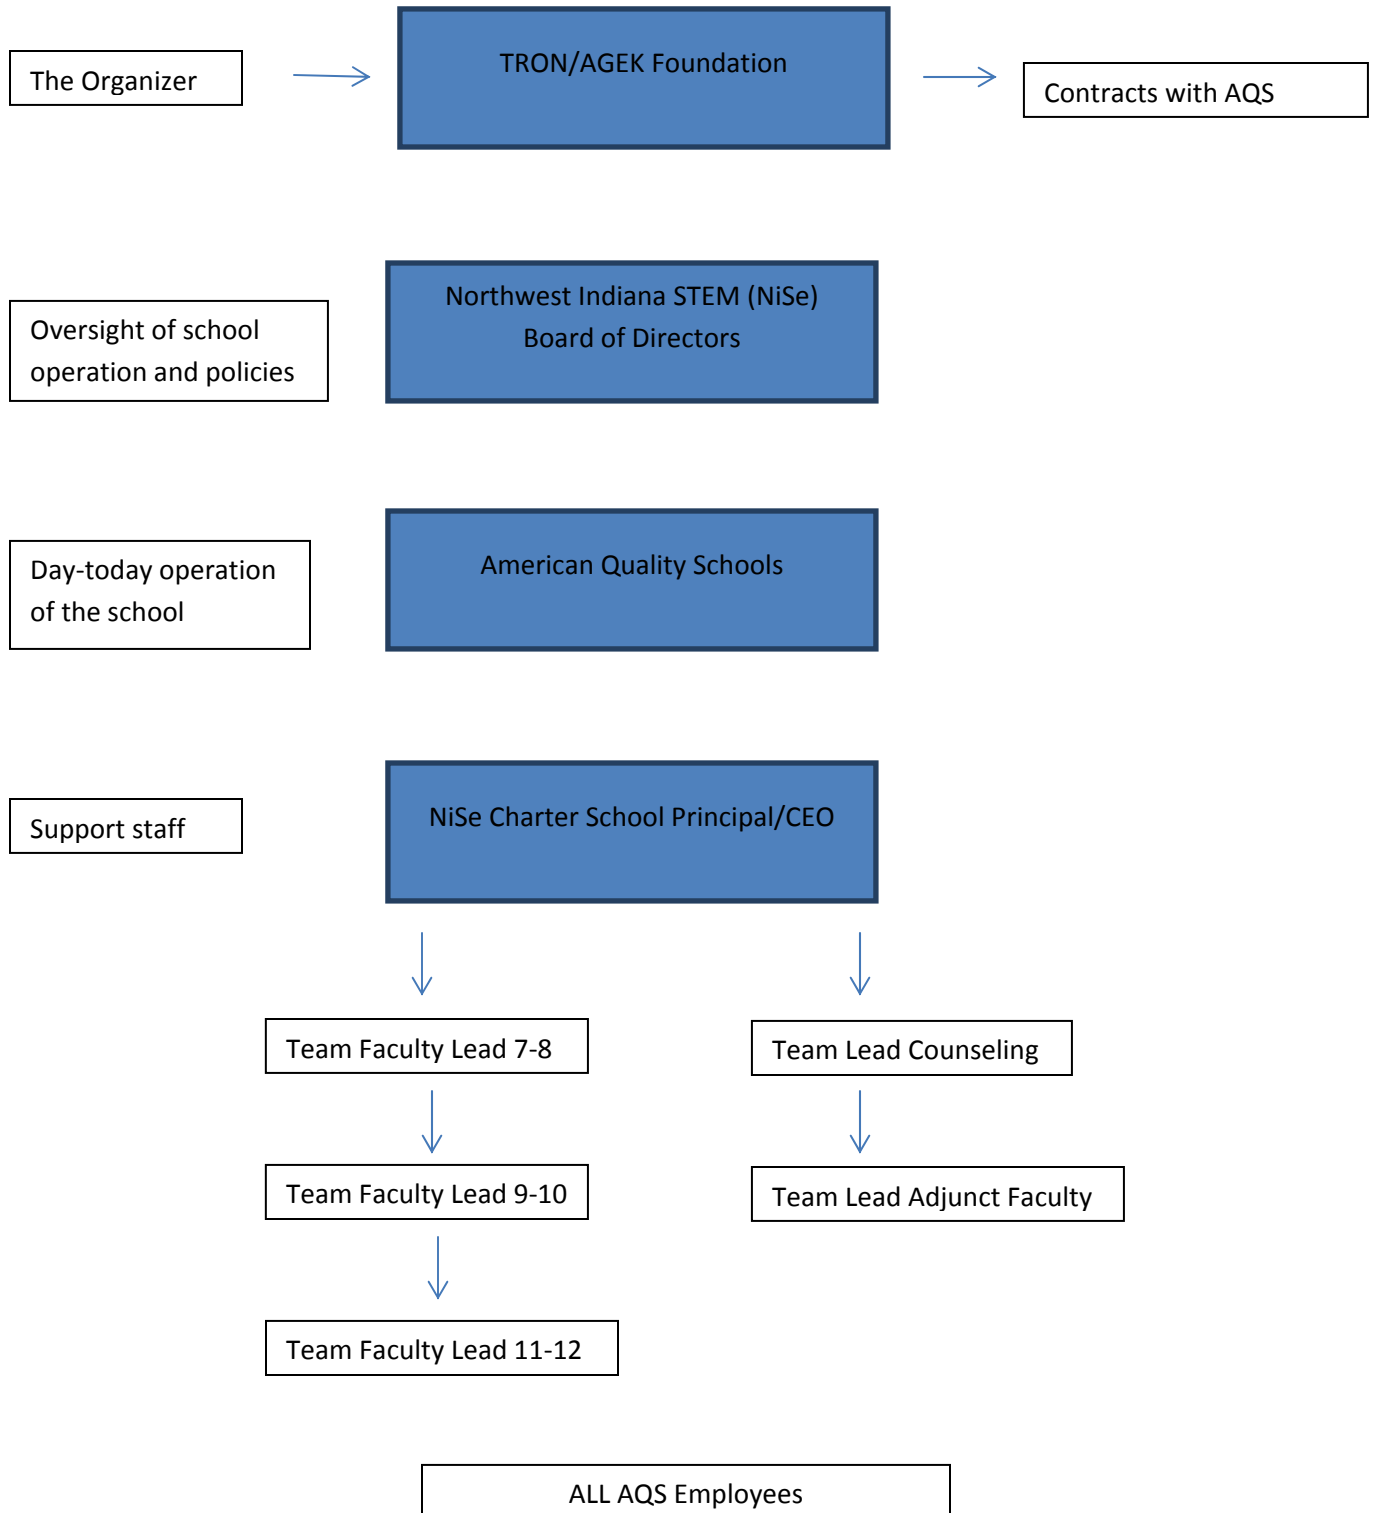 The Organizer
TRON/AGEK Foundation
Contracts with AQS
Oversight of school
operation and policies
Northwest Indiana STEM (NiSe)
Board of Directors
Day-today operation
of the school
American Quality Schools
Support staff
NiSe Charter School Principal/CEO
Team Faculty Lead 7-8
Team Lead Counseling
Team Faculty Lead 9-10
Team Lead Adjunct Faculty
Team Faculty Lead 11-12
ALL AQS Employees